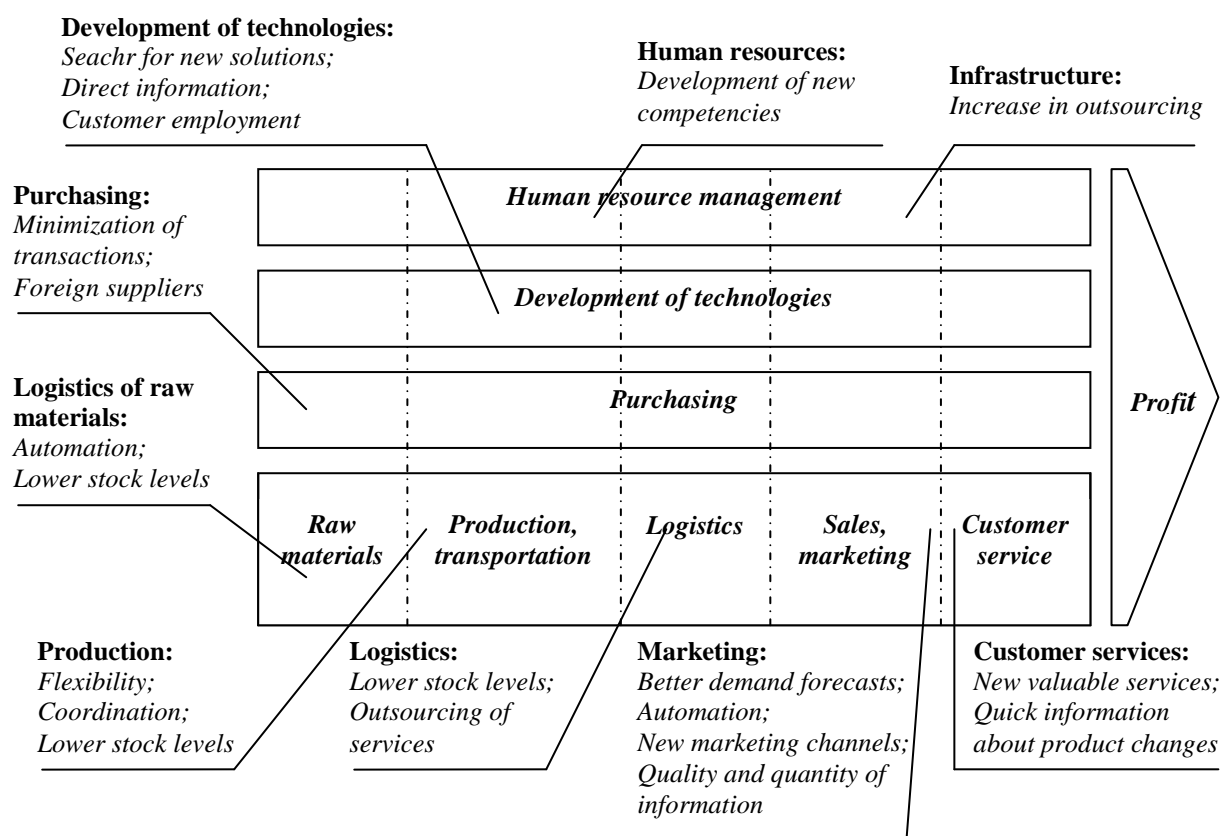 Development of technologies:
Seachr for new solutions;
Direct information;
Customer employment
Human resources:
Development of new
competencies
Infrastructure:
Increase in outsourcing
Purchasing:
Minimization of
transactions;
Foreign suppliers
Logistics of raw
materials:
Automation;
Lower stock levels
Human resource management
Development of technologies
Purchasing
Raw
materials
Production,
transportation
Logistics
Sales,
marketing
Customer
service
Profit
Production:
Flexibility;
Coordination;
Lower stock levels
Logistics:
Lower stock levels;
Outsourcing of
services
Marketing:
Better demand forecasts;
Automation;
New marketing channels;
Quality and quantity of
information
Customer services:
New valuable services;
Quick information
about product changes